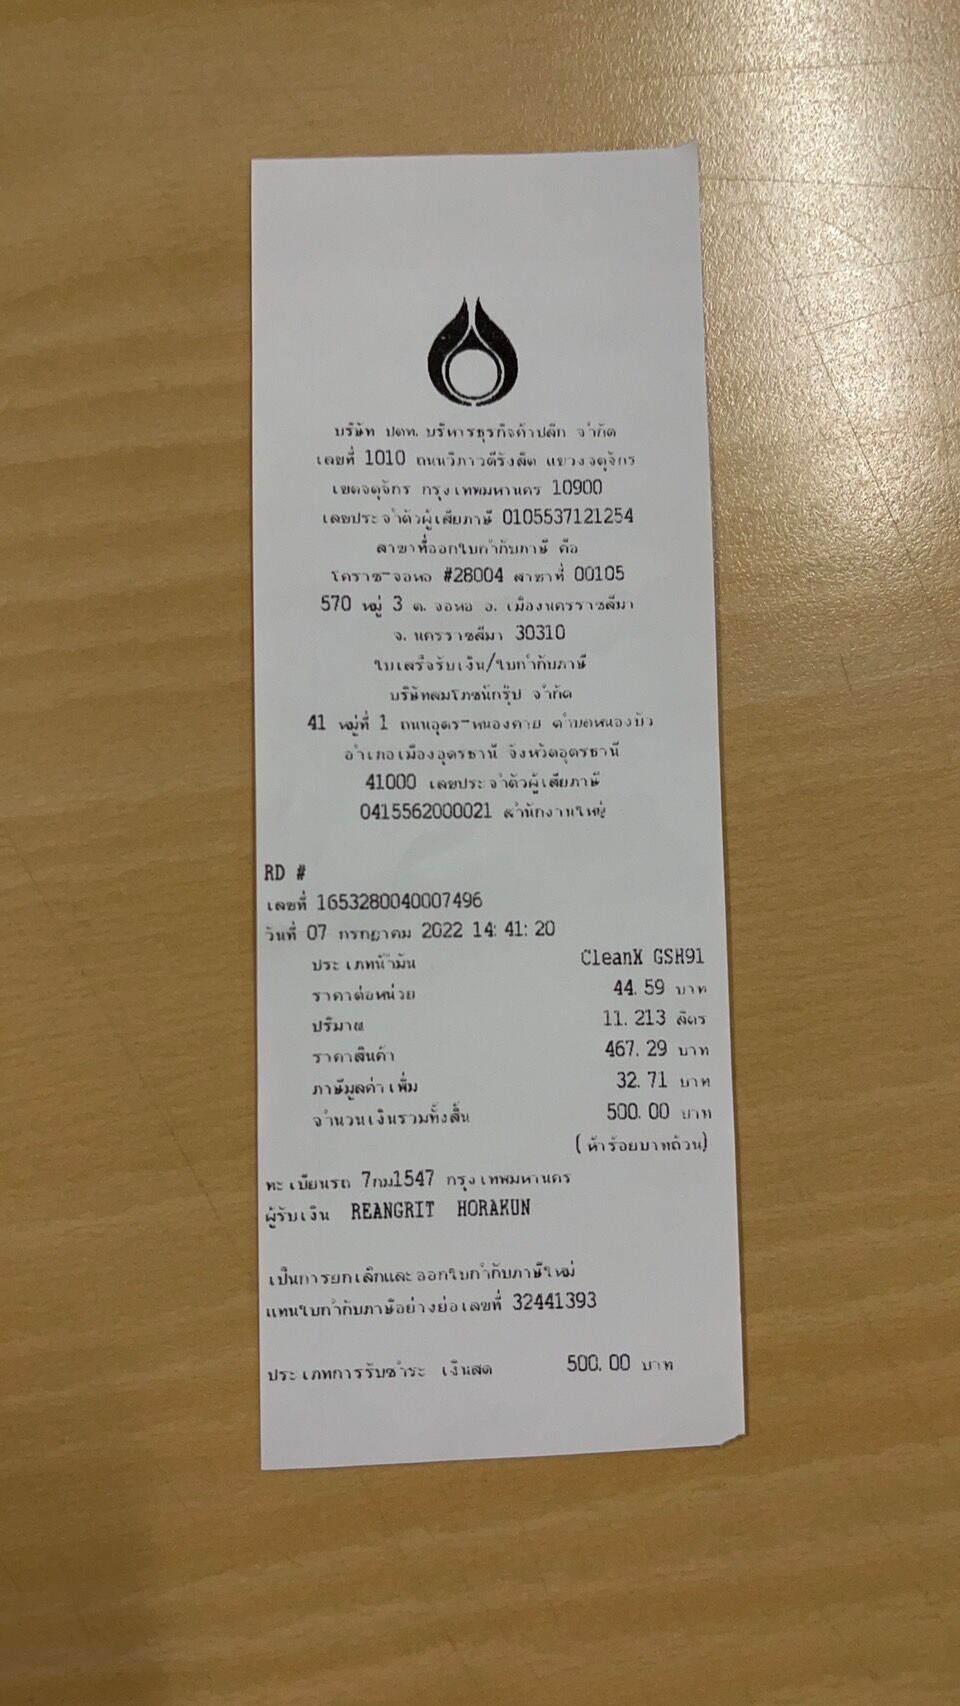 บริษัท ปตท. บริหารธุรกิจค้าปลีก จำกัด
เลขที่ 1010 ถนนวิภาวดีรังสิต แขวงจตุจักร
เขตจตุจักร กรุงเทพมหานคร 10900
เลขประจำตัวผู้เสียภาษี 0105537121254
สาขาที่ออกใบกำกับภาษี คือ
โคราช-จอหอ #28004 สาขาที่ 00105
570 หมู่ 3 ต. จอหอ อ. เมืองนครราชสีมา
จ. นครราชสีมา 30310
ใบเสร็จรับเงิน/ใบกำกับภาษี
บริษัทลมโภชนักรุ๊ป จำกัด
41 หมู่ที่ 1 ถนนอุดร-หนองคาย ตำบลหนองบัว
อำเภอเมืองอุดรธานี จังหวัดอุดรธานี
41000 เลขประจำตัวผู้เสียภาษี
0415562000021 สำนักงานใหญ่
RD #
เลขที่ 1653280040007496
วันที่ 07 กรกฎาคม 2022 14:41:20
ประเภทน้ำมัน CleanX GSH91
ราคาต่อหน่วย 44.59 บาท
ปริมาณ 11.213 ลิตร
ราคาสินค้า 467.29 บาท
ภาษีมูลค่าเพิ่ม 32.71 บาท
จำนวนเงินรวมทั้งสิ้น 500.00 บาท
(ห้าร้อยบาทถ้วน)
ทะเบียนรถ 7กม1547 กรุงเทพมหานคร
ผู้รับเงิน REANGRIT HORAKUN
เป็นการยกเลิกและออกใบกำกับภาษีใหม่
แทนใบกำกับภาษีอย่างย่อเลขที่ 32441393
ประเภทการรับชำระ เงินสด 500.00 บาท